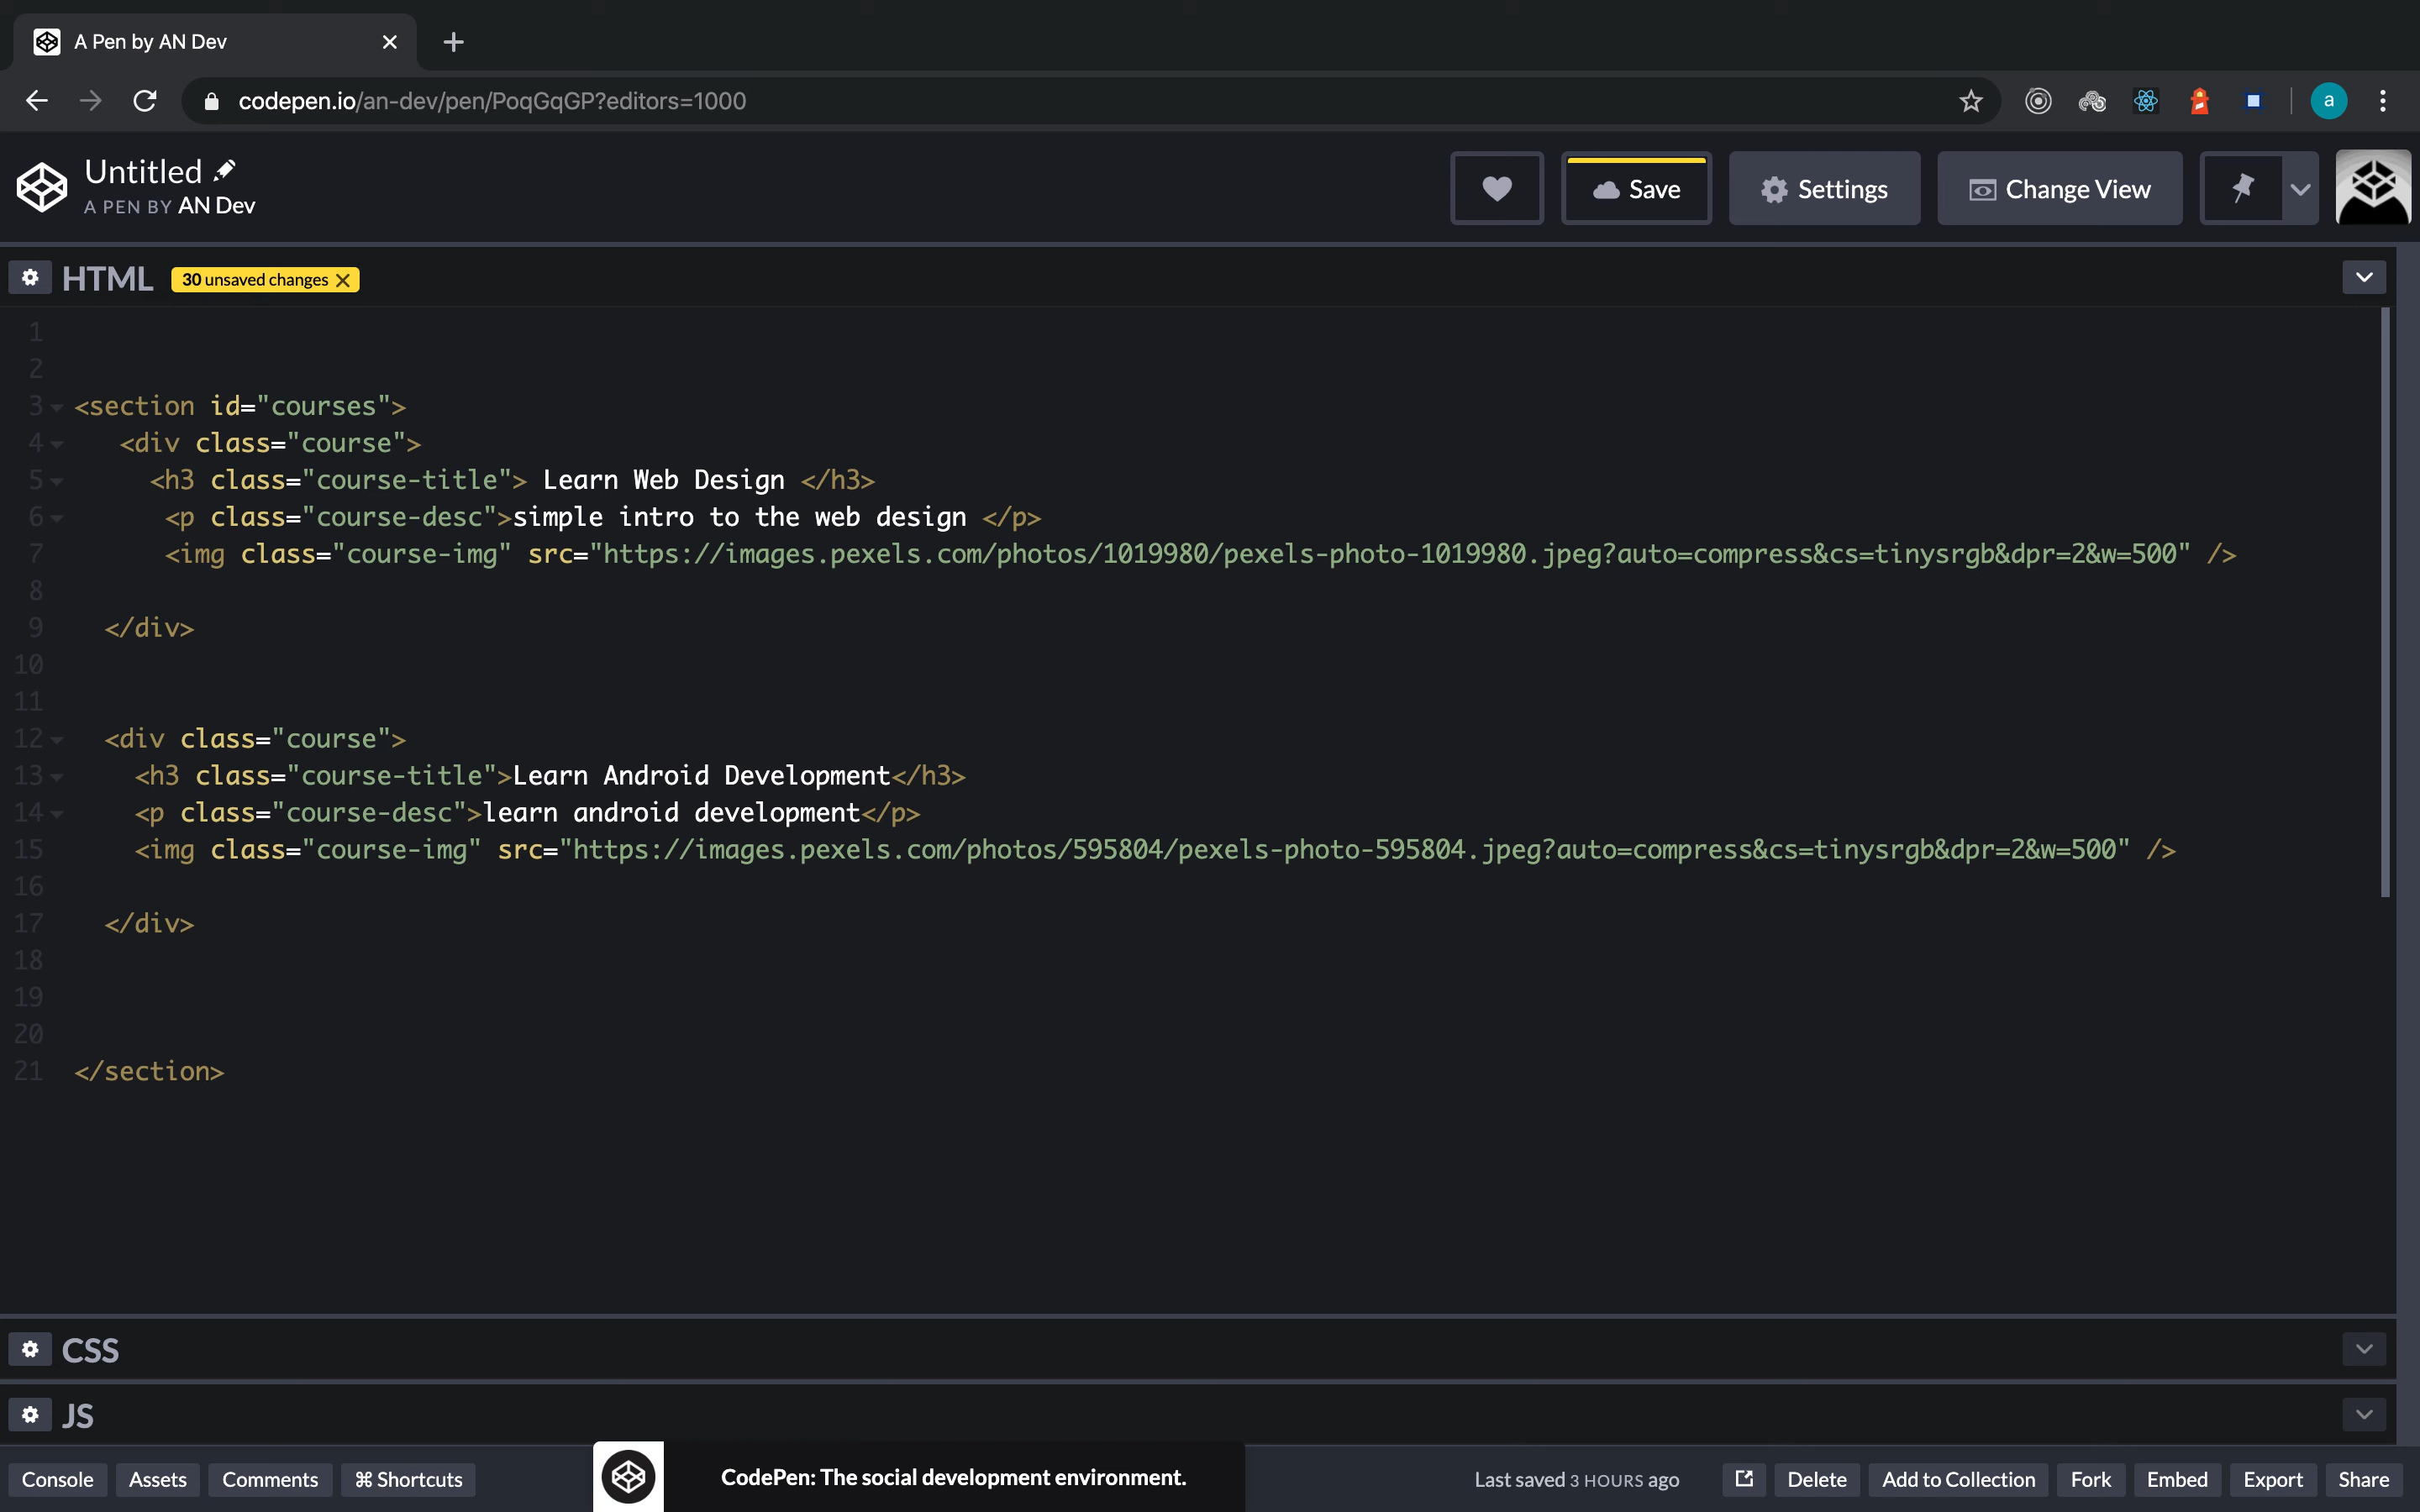 A Pen by AN Dev
codepen.io/an-dev/pen/PoqGqGP?editors=1000
a
Untitled
A PEN BY AN Dev
Save
Settings
Change View
HTML
30 unsaved changes
1
2
3 <section id="courses">
4 <div class="course">
5 <h3 class="course-title"> Learn Web Design </h3>
6 <p class="course-desc">simple intro to the web design </p>
7 <img class="course-img" src="https://images.pexels.com/photos/1019980/pexels-photo-1019980.jpeg?auto=compress&cs=tinysrgb&dpr=2&w=500" />
8
9 </div>
10
11
12 <div class="course">
13 <h3 class="course-title">Learn Android Development</h3>
14 <p class="course-desc">learn android development</p>
15 <img class="course-img" src="https://images.pexels.com/photos/595804/pexels-photo-595804.jpeg?auto=compress&cs=tinysrgb&dpr=2&w=500" />
16
17 </div>
18
19
20
21 </section>
CSS
JS
Console Assets Comments ⌘ Shortcuts CodePen: The social development environment. Last saved 3 HOURS ago Delete Add to Collection Fork Embed Export Share